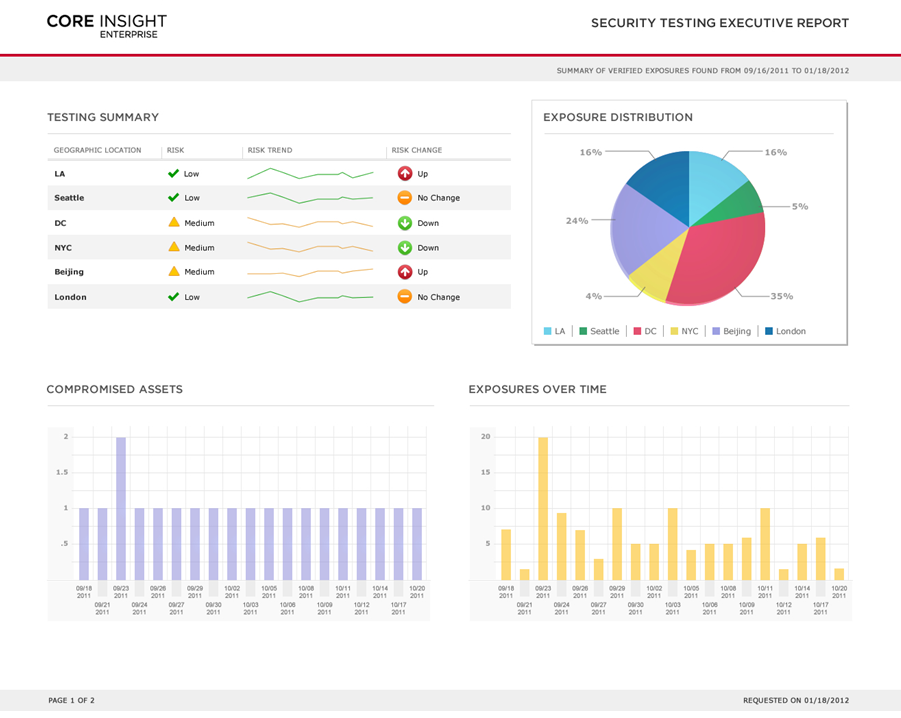 CORE INSIGHT
ENTERPRISE
SECURITY TESTING EXECUTIVE REPORT
SUMMARY OF VERIFIED EXPOSURES FOUND FROM 09/16/2011 TO 01/18/2012
TESTING SUMMARY
GEOGRAPHIC LOCATION RISK RISK TREND RISK CHANGE
LA Low Up
Seattle Low No Change
DC Medium Down
NYC Medium Down
Beijing Medium Up
London Low No Change
EXPOSURE DISTRIBUTION
16% 16%
5%
24%
4% 35%
LA Seattle DC NYC Beijing London
COMPROMISED ASSETS
2
1.5
1
.5
09/18 09/23 09/26 09/29 10/02 10/05 10/08 10/11 10/14 10/20
2011 2011 2011 2011 2011 2011 2011 2011 2011 2011
09/21 09/24 09/27 09/30 10/03 10/06 10/09 10/12 10/17
2011 2011 2011 2011 2011 2011 2011 2011 2011
EXPOSURES OVER TIME
20
15
10
5
09/18 09/23 09/26 09/29 10/02 10/05 10/08 10/11 10/14 10/20
2011 2011 2011 2011 2011 2011 2011 2011 2011 2011
09/21 09/24 09/27 09/30 10/03 10/06 10/09 10/12 10/17
2011 2011 2011 2011 2011 2011 2011 2011 2011
PAGE 1 OF 2
REQUESTED ON 01/18/2012